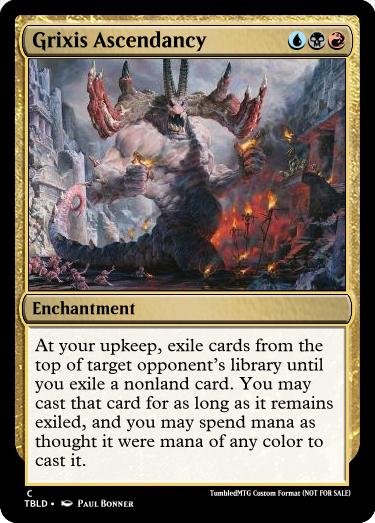 Grixis Ascendancy
Enchantment
At your upkeep, exile cards from the
top of target opponent's library until
you exile a nonland card. You may
cast that card for as long as it remains
exiled, and you may spend mana as
thought it were mana of any color to
cast it.
C
TBLD • Paul Bonner
TumbledMTG Custom Format (NOT FOR SALE)